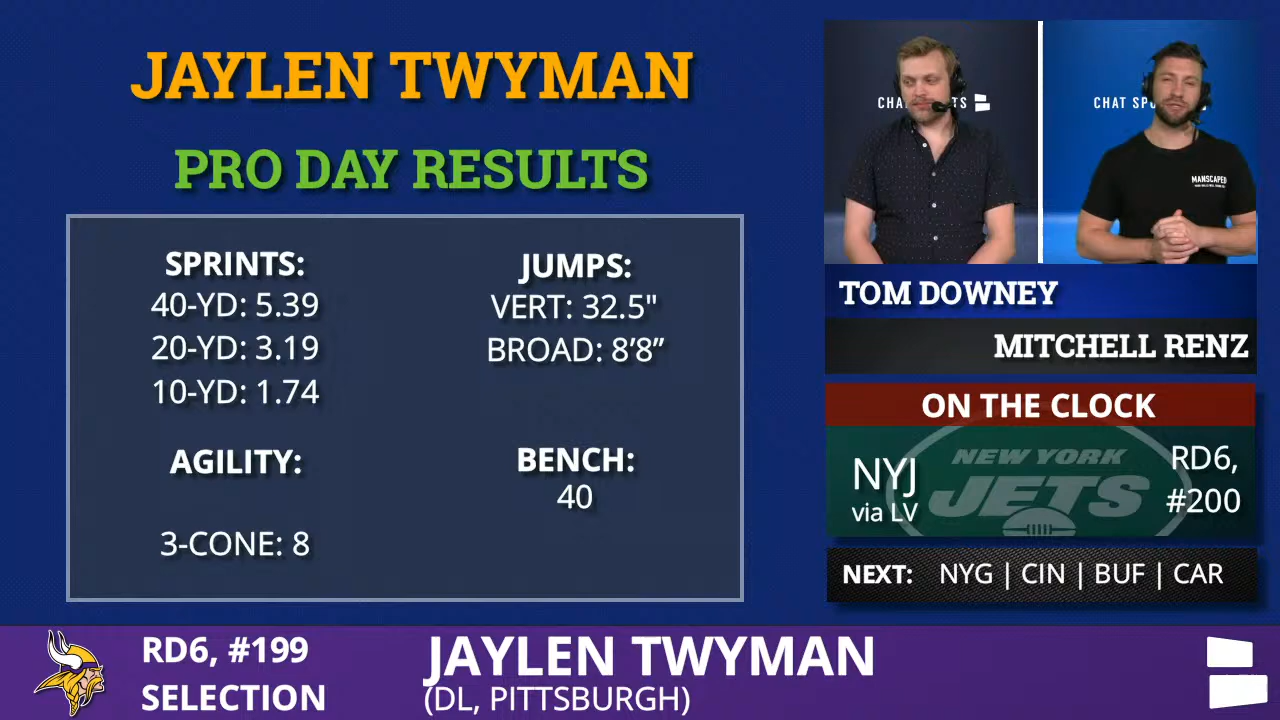 JAYLEN TWYMAN
PRO DAY RESULTS
SPRINTS:
40-YD: 5.39
20-YD: 3.19
10-YD: 1.74
JUMPS:
VERT: 32.5"
BROAD: 8'8”
AGILITY:
3-CONE: 8
BENCH:
40
CHAT SPO
MANSCAPED
TOM DOWNEY
MITCHELL RENZ
ON THE CLOCK
NEW YORK
JETS
NYJ
via LV
RD6,
#200
NEXT: NYG | CIN | BUF | CAR
RD6, #199
SELECTION
JAYLEN TWYMAN
(DL, PITTSBURGH)